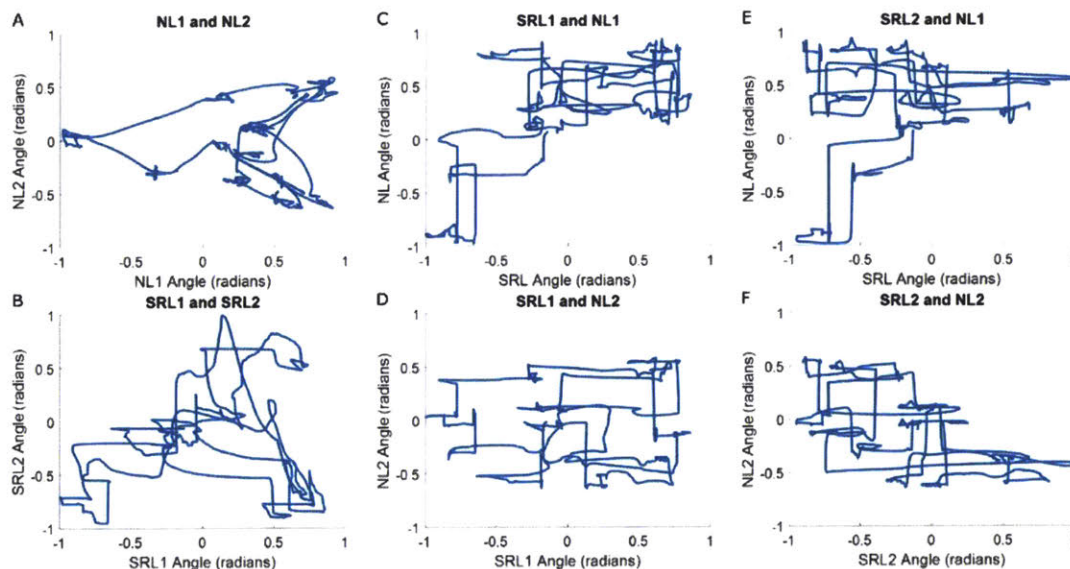 A
NL1 and NL2
1
0.5
0
-0.5
-1
NL2 Angle (radians)
-1
-0.5
0
0.5
1
NL1 Angle (radians)
B
SRL1 and SRL2
1
0.5
0
-0.5
-1
SRL2 Angle (radians)
-1
-0.5
0
0.5
1
SRL1 Angle (radians)
C
SRL1 and NL1
1
0.5
0
-0.5
-1
NL Angle (radians)
-1
-0.5
0
0.5
1
SRL Angle (radians)
D
SRL1 and NL2
1
0.5
0
-0.5
-1
NL2 Angle (radians)
-1
-0.5
0
0.5
1
SRL1 Angle (radians)
E
SRL2 and NL1
1
0.5
0
-0.5
-1
NL Angle (radians)
-1
-0.5
0
0.5
1
SRL Angle (radians)
F
SRL2 and NL2
1
0.5
0
-0.5
-1
NL2 Angle (radians)
-1
-0.5
0
0.5
1
SRL2 Angle (radians)